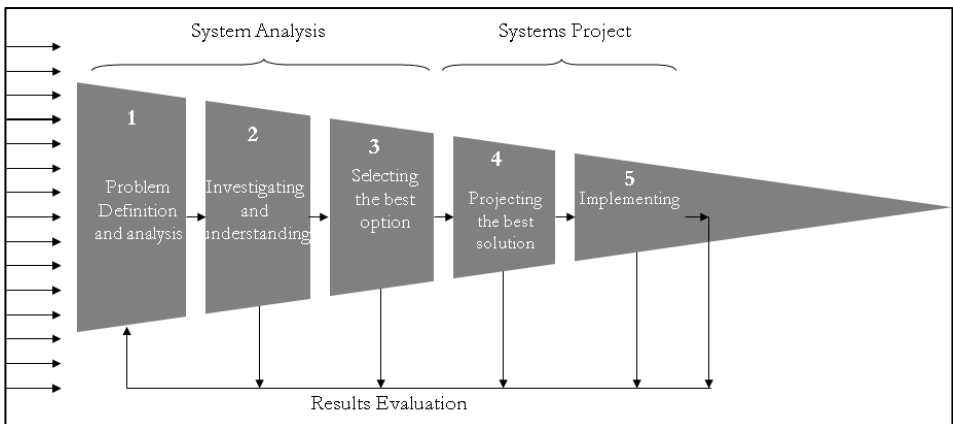 System Analysis
Systems Project
1
Problem
Definition
and analysis
2
Investigating
and
understanding
3
Selecting
the best
option
4
Projecting
the best
solution
5
Implementing
Results Evaluation